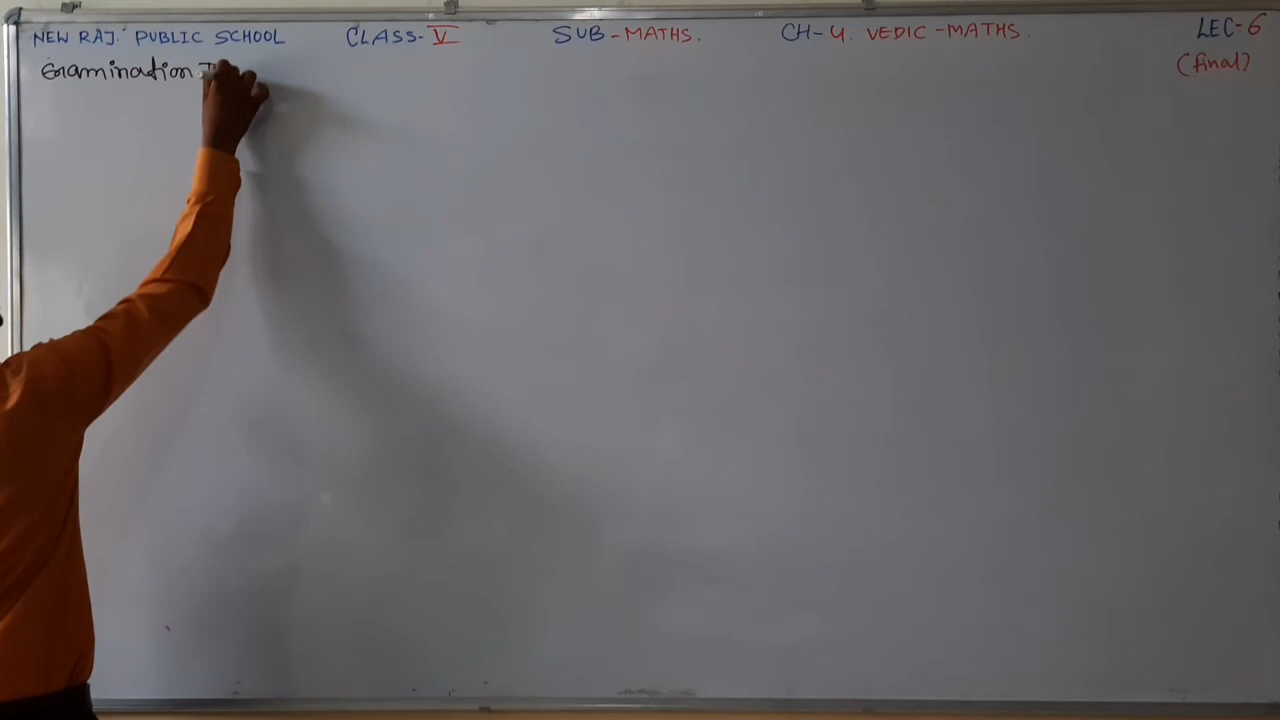 NEW RAJ. PUBLIC SCHOOL CLASS-V SUB-MATHS. CH-4. VEDIC-MATHS. LEC-6
Examination (final)